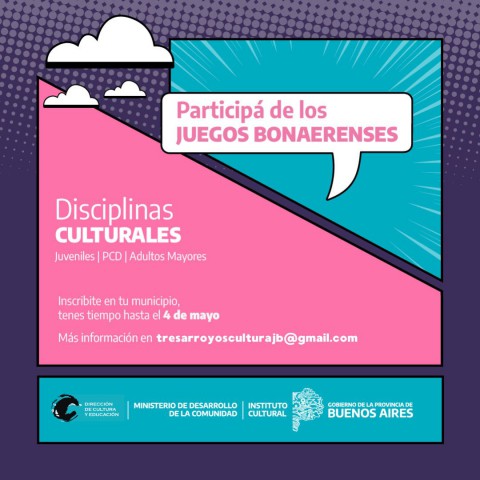 Participá de los
JUEGOS BONAERENSES
Disciplinas
CULTURALES
Juveniles | PCD | Adultos Mayores
Inscribite en tu municipio,
tenes tiempo hasta el 4 de mayo
Más información en tresarroyosculturajb@gmail.com
DIRECCIÓN
DE CULTURA
Y EDUCACIÓN
MINISTERIO DE DESARROLLO
DE LA COMUNIDAD
INSTITUTO
CULTURAL
GOBIERNO DE LA PROVINCIA DE
BUENOS AIRES